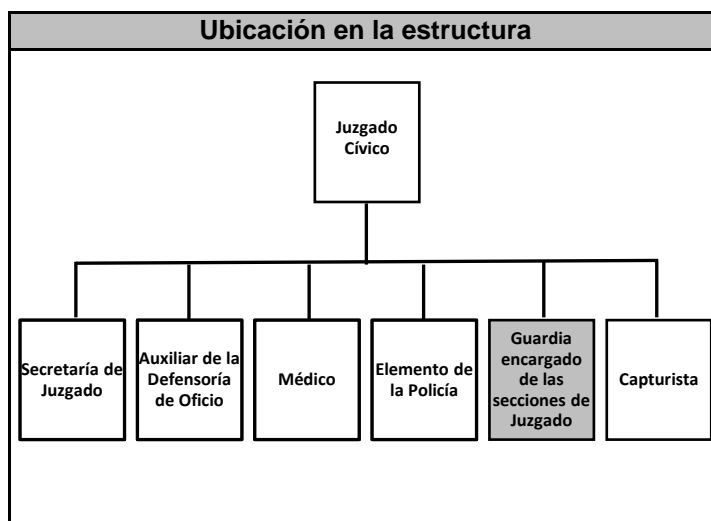 Ubicación en la estructura
Juzgado
Cívico
Secretaría de
Juzgado
Auxiliar de la
Defensoría
de Oficio
Médico
Elemento de
la Policía
Guardia
encargado
de las
secciones de
Juzgado
Capturista